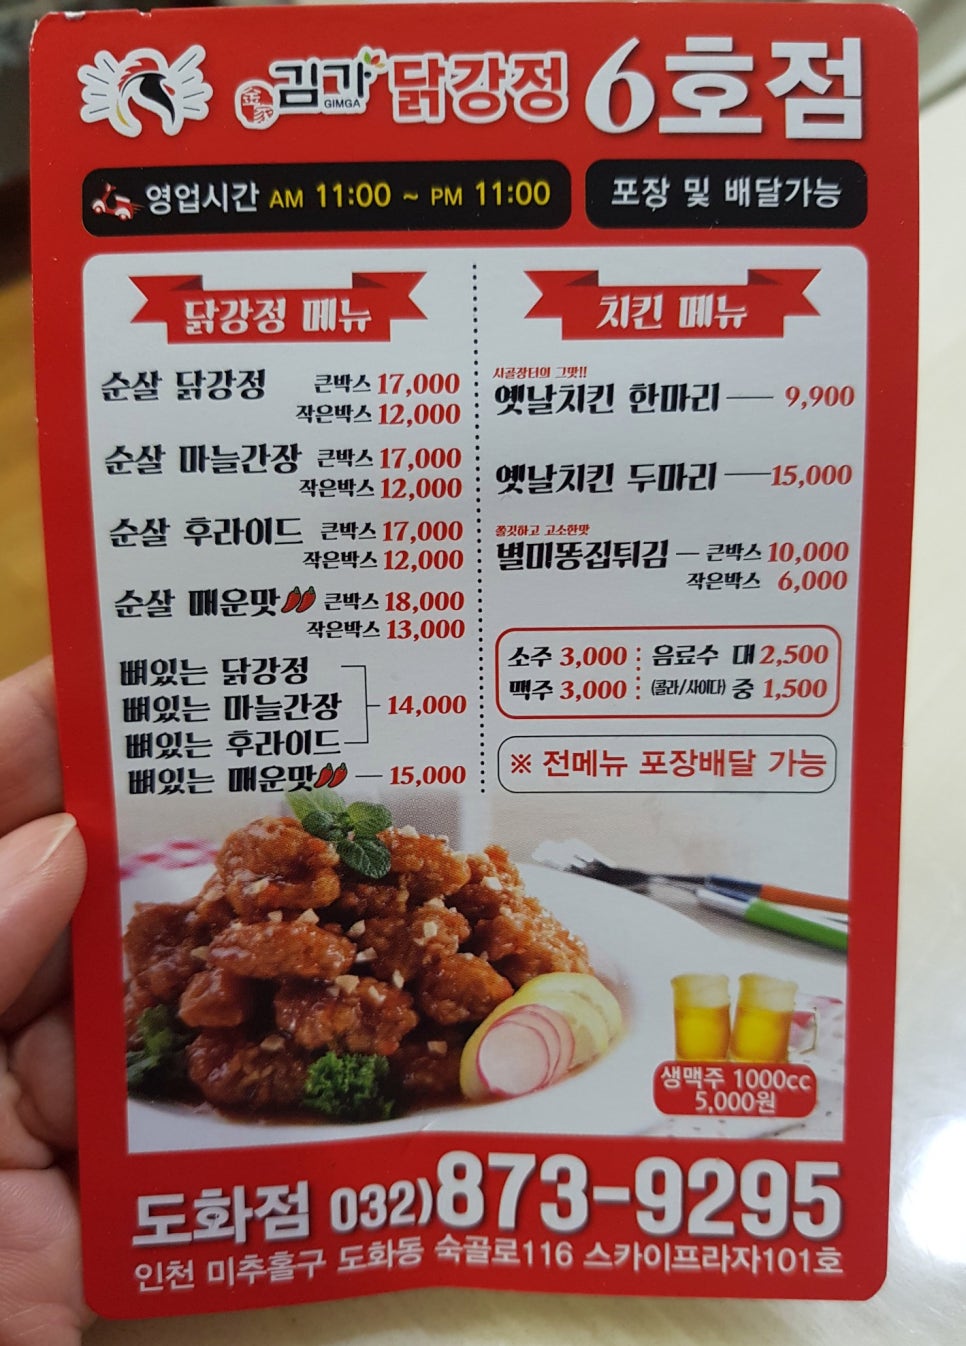 金家 김가 GIMGA 닭강정 6호점
영업시간 AM 11:00 ~ PM 11:00
포장 및 배달가능
닭강정 메뉴
순살 닭강정 큰박스 17,000
작은박스 12,000
순살 마늘간장 큰박스 17,000
작은박스 12,000
순살 후라이드 큰박스 17,000
작은박스 12,000
순살 매운맛 큰박스 18,000
작은박스 13,000
뼈있는 닭강정
뼈있는 마늘간장 14,000
뼈있는 후라이드
뼈있는 매운맛 15,000
치킨 메뉴
시골장터의 그맛!!
옛날치킨 한마리 9,900
옛날치킨 두마리 15,000
쫄깃하고 고소한맛
별미똥집튀김 큰박스 10,000
작은박스 6,000
소주 3,000 음료수 대 2,500
맥주 3,000 (콜라/사이다) 중 1,500
※ 전메뉴 포장배달 가능
생맥주 1000cc
5,000원
도화점 032)873-9295
인천 미추홀구 도화동 숙골로116 스카이프라자101호